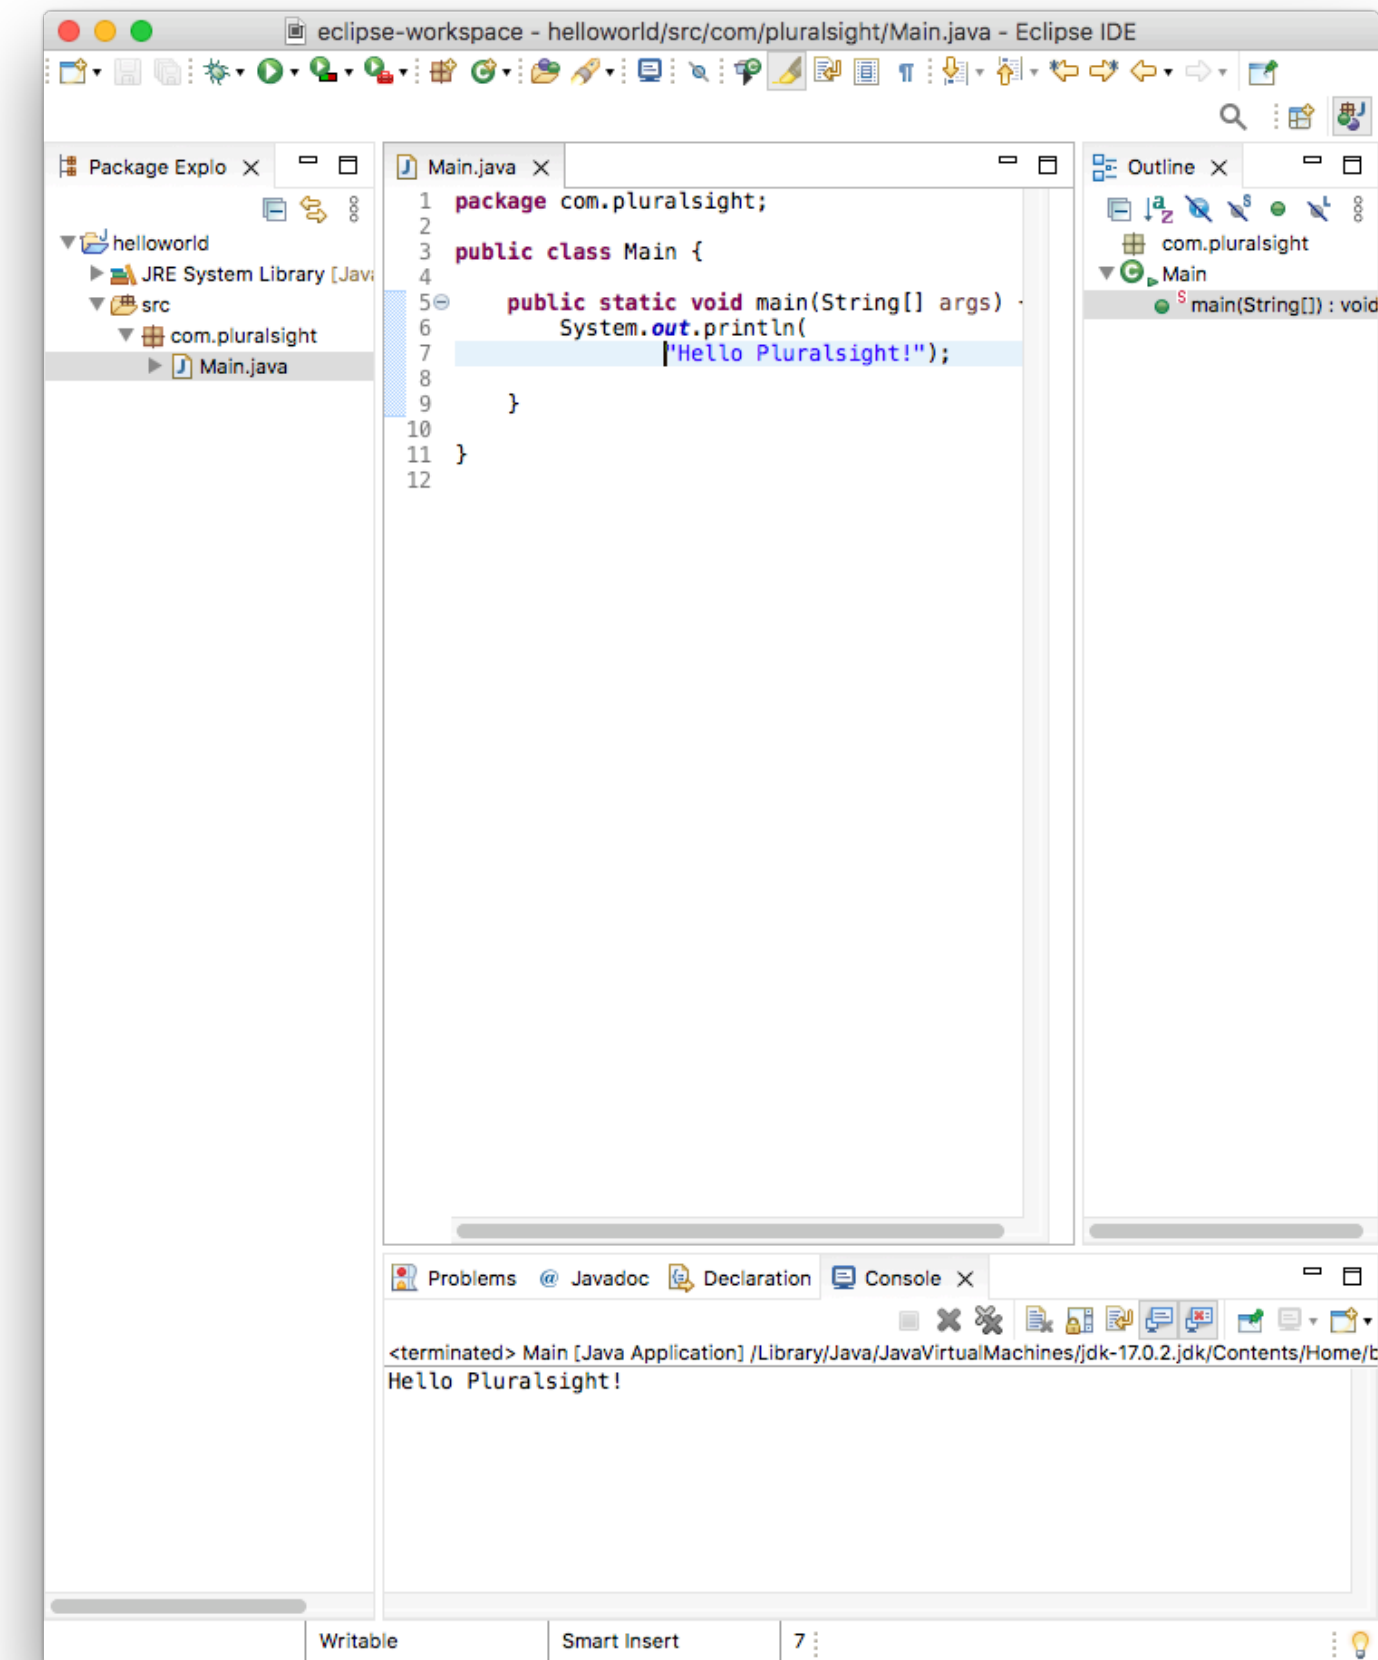 eclipse-workspace - helloworld/src/com/pluralsight/Main.java - Eclipse IDE
Package Explo
helloworld
JRE System Library [Java
src
com.pluralsight
Main.java
Main.java
1 package com.pluralsight;
2
3 public class Main {
4
5 public static void main(String[] args) {
6 System.out.println(
7 "Hello Pluralsight!");
8
9 }
10
11 }
12
Outline
com.pluralsight
Main
S main(String[]) : void
Problems @ Javadoc Declaration Console
<terminated> Main [Java Application] /Library/Java/JavaVirtualMachines/jdk-17.0.2.jdk/Contents/Home/b
Hello Pluralsight!
Writable Smart Insert 7 :